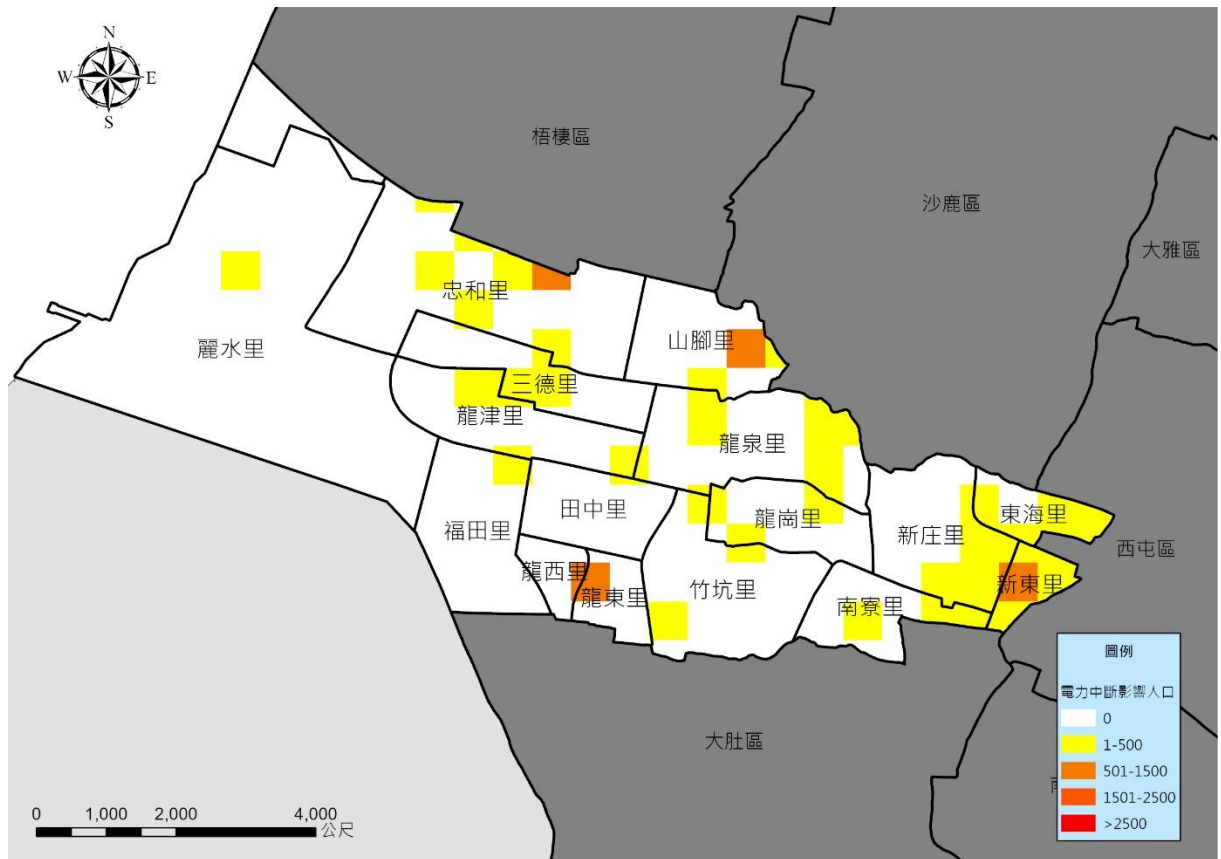 N
W E
S
梧棲區
沙鹿區
大雅區
忠和里
山腳里
麗水里
三德里
龍津里
龍泉里
田中里
龍崗里
東海里
福田里
新庄里
西屯區
龍西里
龍東里
竹坑里
新東里
南寮里
大肚區
圖例
電力中斷影響人口
0
1-500
501-1500
1501-2500
>2500
0 1,000 2,000 4,000
公尺